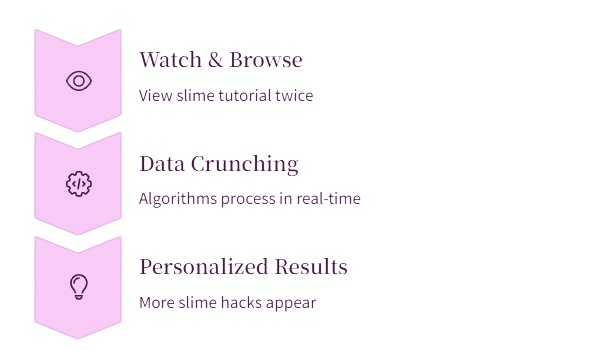 Watch & Browse
View slime tutorial twice
Data Crunching
Algorithms process in real-time
Personalized Results
More slime hacks appear